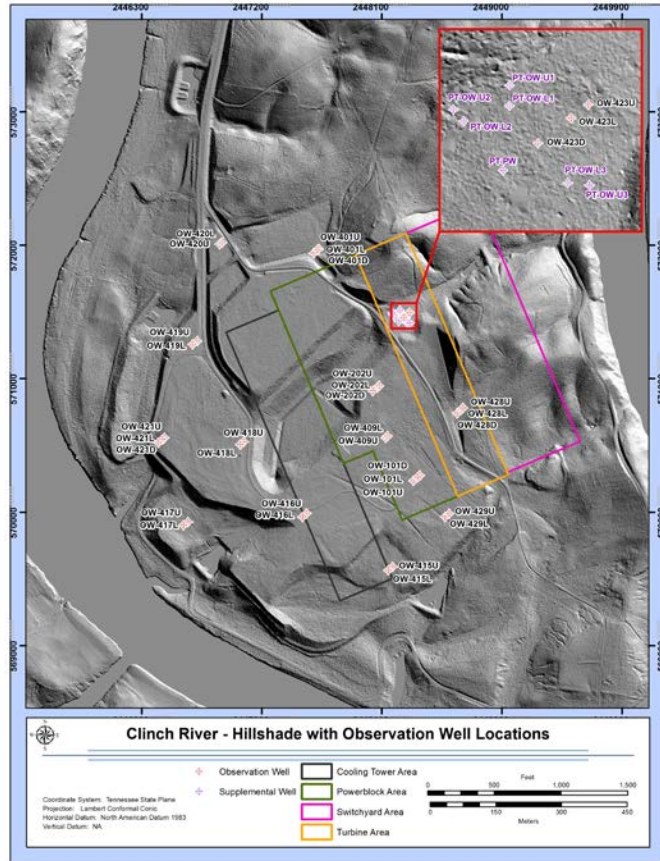 2446300 2447200 2448100 2449000 2449900
573000
572000
571000
570000
569000
PT-OW-U1
PT-OW-U2
PT-OW-L1
OW-423U
PT-OW-L2
OW-423L
OW-423D
PT-PW
PT-OW-L3
PT-OW-U3
OW-420L
OW-420U
OW-401U
OW-401L
OW-401D
OW-419U
OW-419L
OW-202U
OW-202L
OW-202D
OW-428U
OW-428L
OW-428D
OW-421U
OW-421L
OW-421D
OW-418U
OW-418L
OW-409L
OW-409U
OW-101D
OW-101L
OW-101U
OW-417U
OW-417L
OW-416U
OW-416L
OW-429U
OW-429L
OW-415U
OW-415L
Clinch River - Hillshade with Observation Well Locations
Observation Well
Supplemental Well
Cooling Tower Area
Powerblock Area
Switchyard Area
Turbine Area
Feet
0 500 1,000 1,500
0 150 300 450
Meters
Coordinate System: Tennessee State Plane
Projection: Lambert Conformal Conic
Horizontal Datum: North American Datum 1983
Vertical Datum: NA